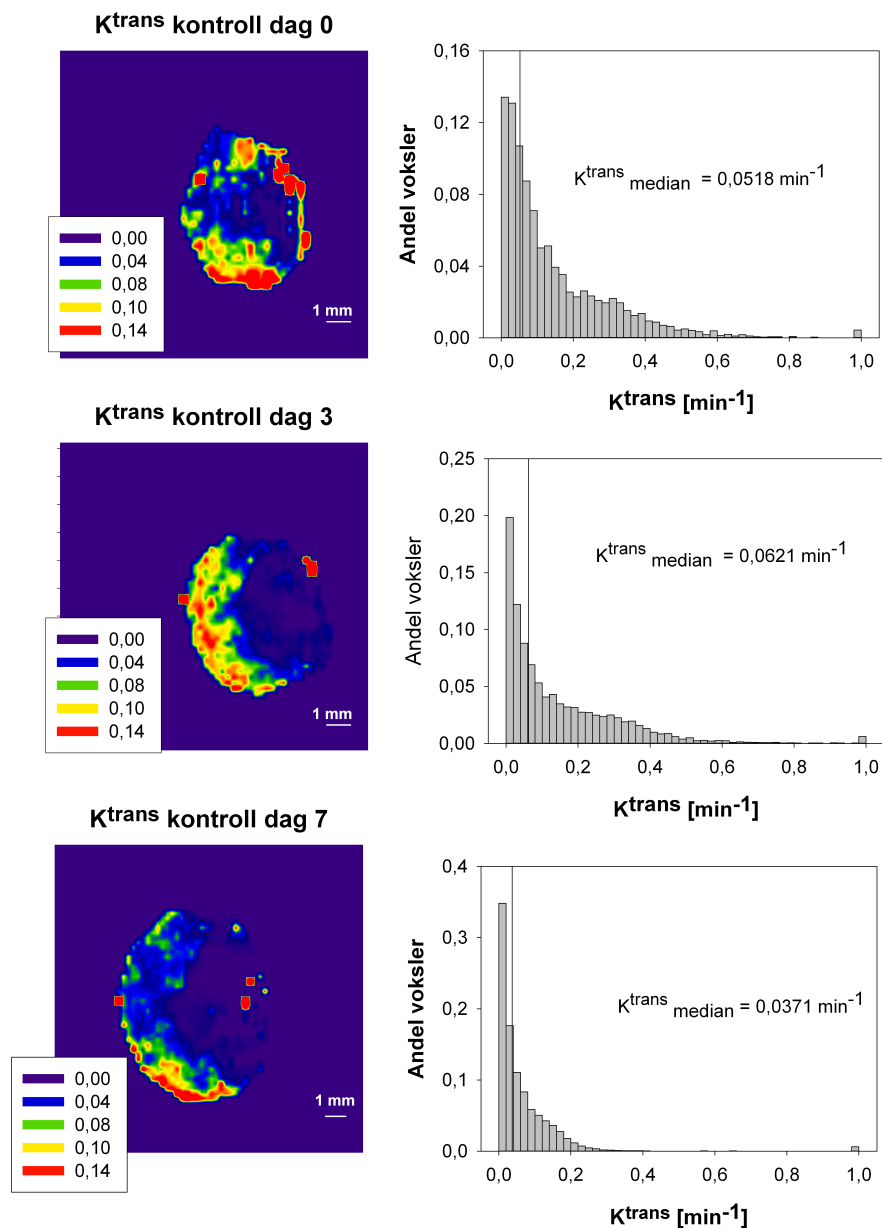 Ktrans kontroll dag 0
0,00
0,04
0,08
0,10
0,14
1 mm
0,16
0,12
0,08
0,04
0,00
Andel voksler
Ktrans median = 0,0518 min-1
0,0 0,2 0,4 0,6 0,8 1,0
Ktrans [min-1]
Ktrans kontroll dag 3
0,00
0,04
0,08
0,10
0,14
1 mm
0,25
0,20
0,15
0,10
0,05
0,00
Andel voksler
Ktrans median = 0,0621 min-1
0,0 0,2 0,4 0,6 0,8 1,0
Ktrans [min-1]
Ktrans kontroll dag 7
0,00
0,04
0,08
0,10
0,14
1 mm
0,4
0,3
0,2
0,1
0,0
Andel voksler
Ktrans median = 0,0371 min-1
0,0 0,2 0,4 0,6 0,8 1,0
Ktrans [min-1]